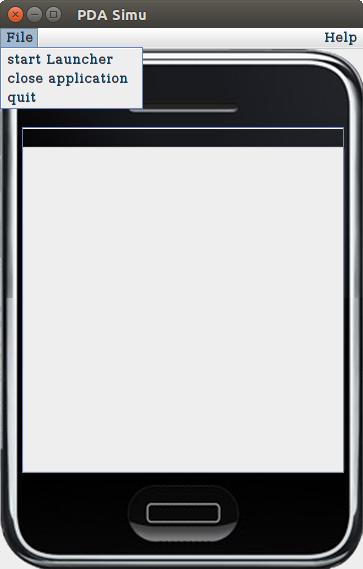 PDA Simu
File Help
start Launcher
close application
quit